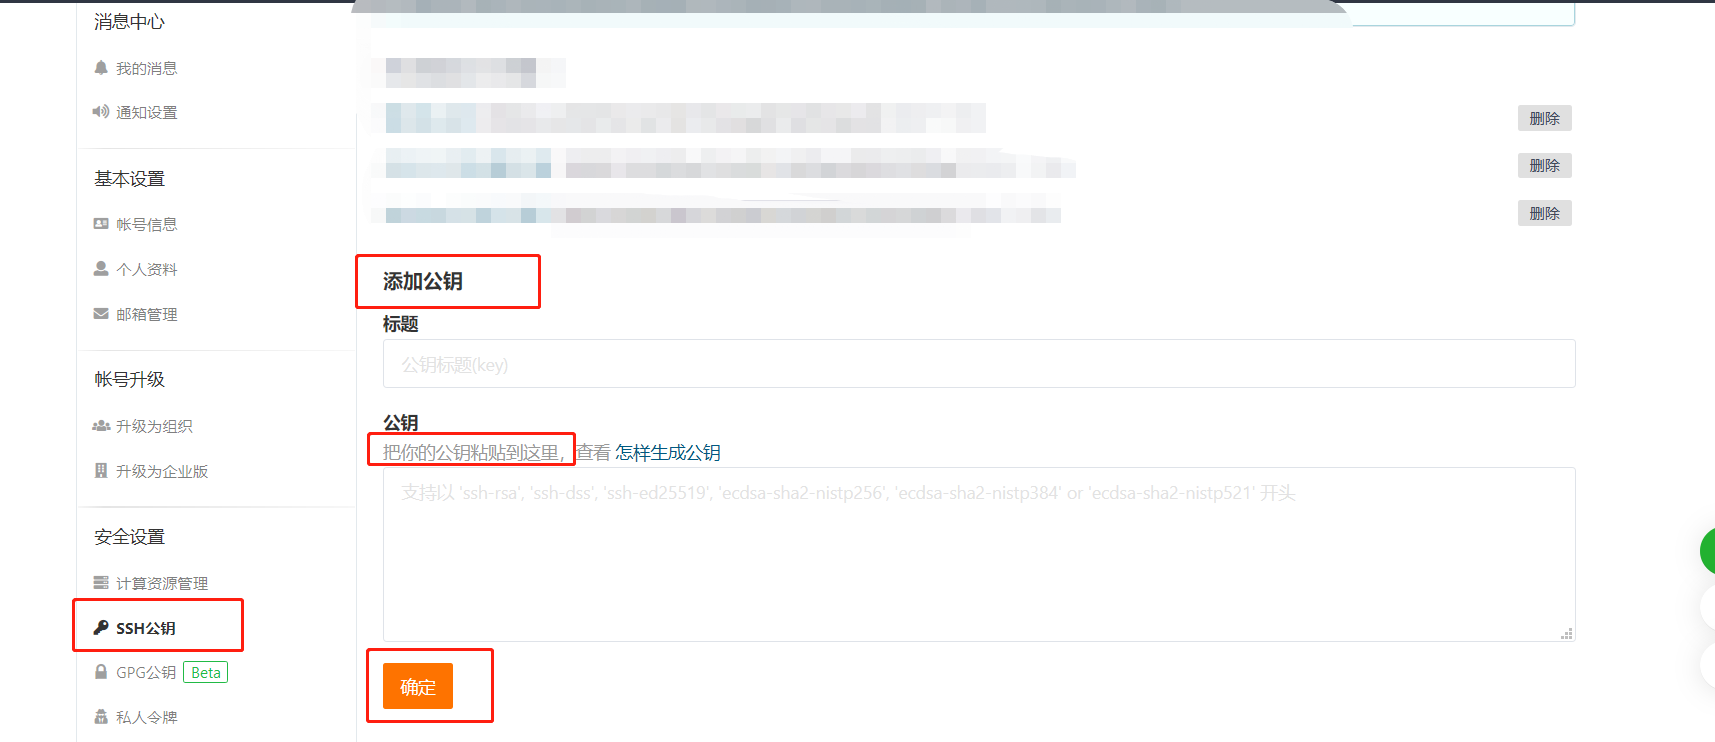 消息中心
我的消息
通知设置
基本设置
帐号信息
个人资料
邮箱管理
帐号升级
升级为组织
升级为企业版
安全设置
计算资源管理
SSH公钥
GPG公钥 Beta
私人令牌
删除
删除
删除
添加公钥
标题
公钥标题(key)
公钥
把你的公钥粘贴到这里，查看 怎样生成公钥
支持以 'ssh-rsa', 'ssh-dss', 'ssh-ed25519', 'ecdsa-sha2-nistp256', 'ecdsa-sha2-nistp384' or 'ecdsa-sha2-nistp521' 开头
确定